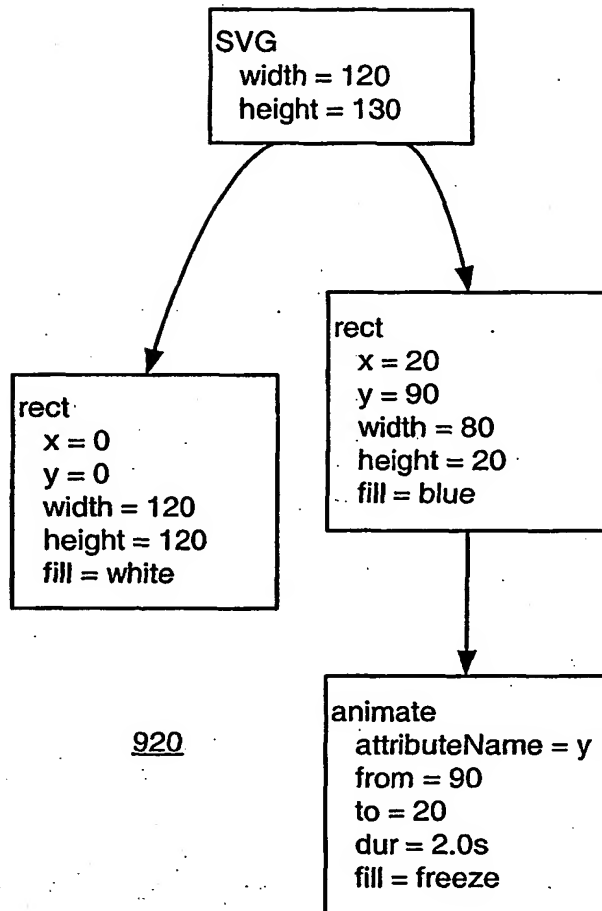 SVG
width = 120
height = 130
rect
x = 0
y = 0
width = 120
height = 120
fill = white
rect
x = 20
y = 90
width = 80
height = 20
fill = blue
920
animate
attributeName = y
from = 90
to = 20
dur = 2.0s
fill = freeze